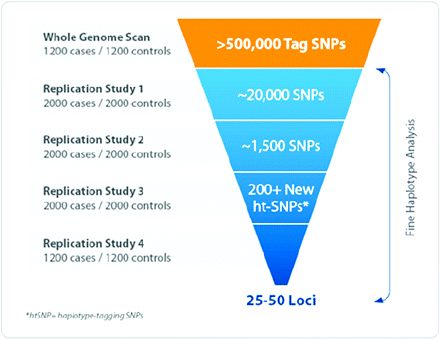 Whole Genome Scan
1200 cases / 1200 controls
>500,000 Tag SNPs
Replication Study 1
2000 cases / 2000 controls
~20,000 SNPs
Replication Study 2
2000 cases / 2000 controls
~1,500 SNPs
Replication Study 3
2000 cases / 2000 controls
200+ New
ht-SNPs*
Replication Study 4
1200 cases / 1200 controls
25-50 Loci
Fine Haplotype Analysis
*htSNP= haplotype-tagging SNPs